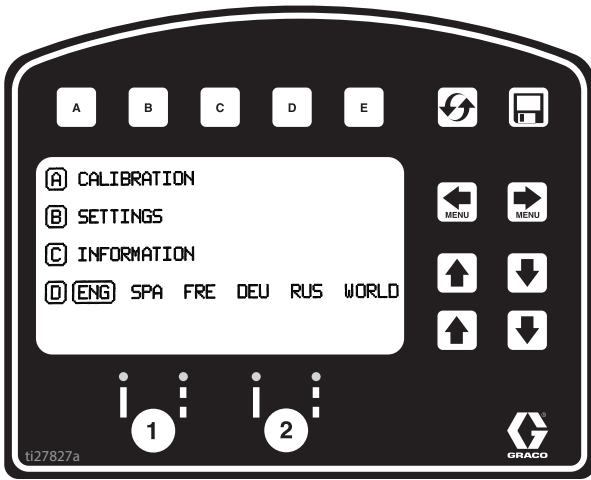 A B C D E
A CALIBRATION
B SETTINGS
C INFORMATION
D ENG SPA FRE DEU RUS WORLD
MENU MENU
1 2
ti27827a
GRACO